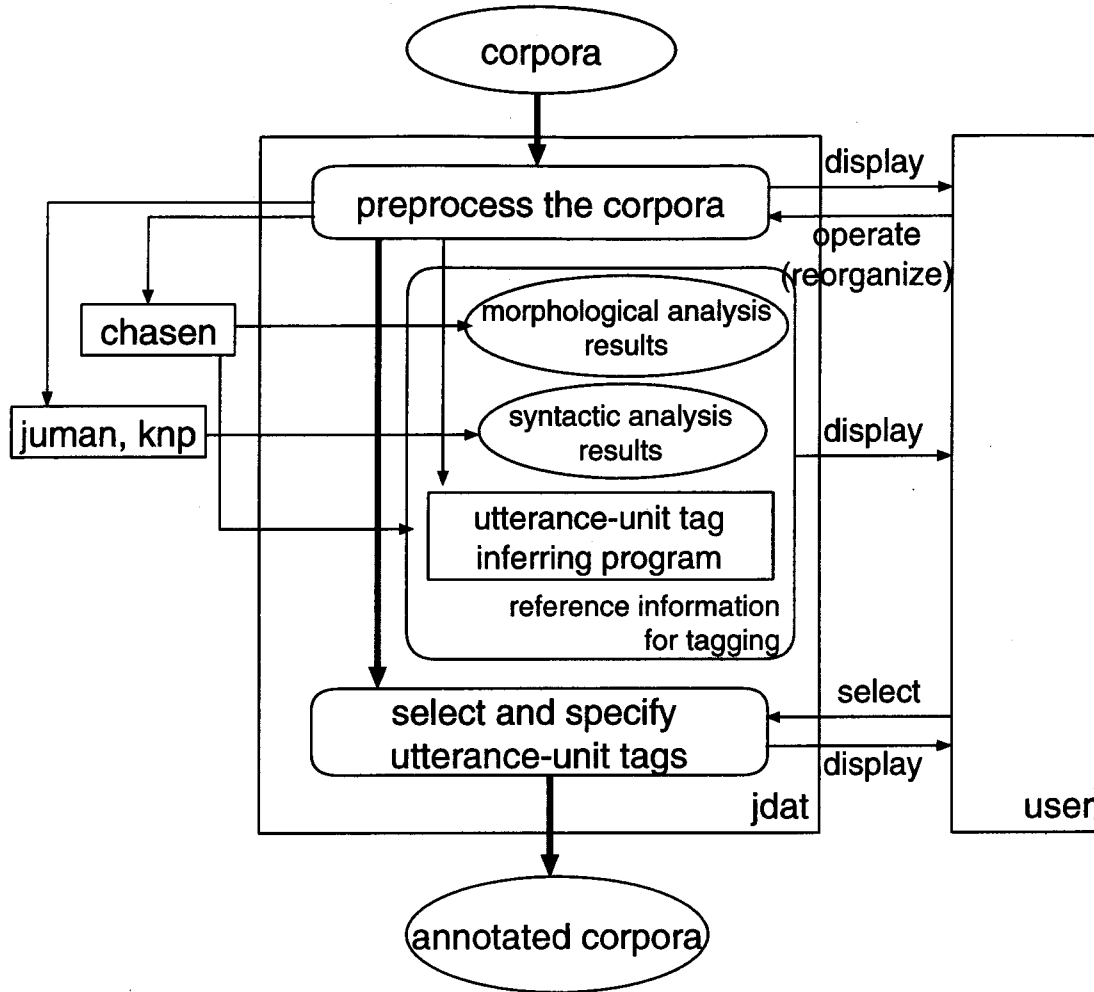 corpora
display
preprocess the corpora
operate
(reorganize)
morphological analysis
results
chasen
syntactic analysis
results
juman, knp
display
utterance-unit tag
inferring program
reference information
for tagging
select
select and specify
utterance-unit tags
display
jdat
user
annotated corpora